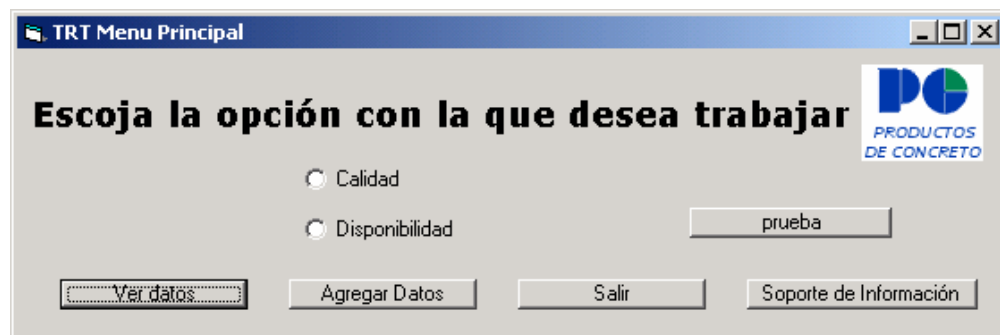 TRT Menu Principal
Escoja la opción con la que desea trabajar
PG
PRODUCTOS
DE CONCRETO
Calidad
Disponibilidad
prueba
Ver datos
Agregar Datos
Salir
Soporte de Información